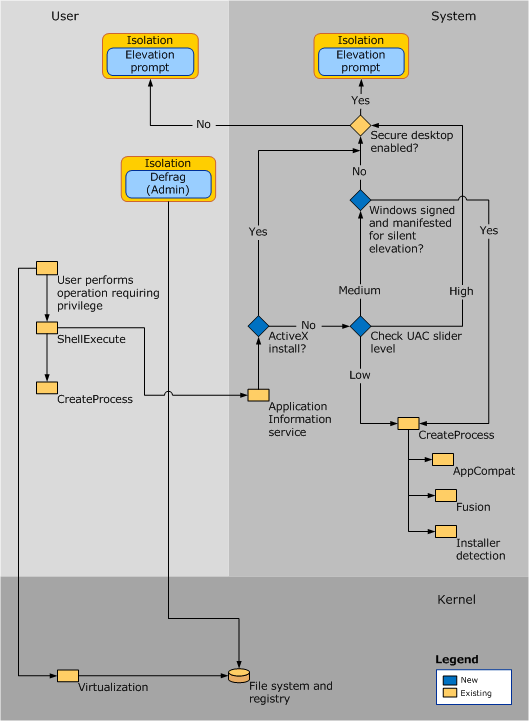 User
System
Isolation
Elevation
prompt
Isolation
Elevation
prompt
Yes
No
Secure desktop
enabled?
Isolation
Defrag
(Admin)
No
Windows signed
and manifested
for silent
elevation?
Yes
Yes
User performs
operation requiring
privilege
Medium
High
ShellExecute
ActiveX
install?
No
Check UAC slider
level
Low
CreateProcess
Application
Information
service
CreateProcess
AppCompat
Fusion
Installer
detection
Kernel
Virtualization
File system and
registry
Legend
New
Existing